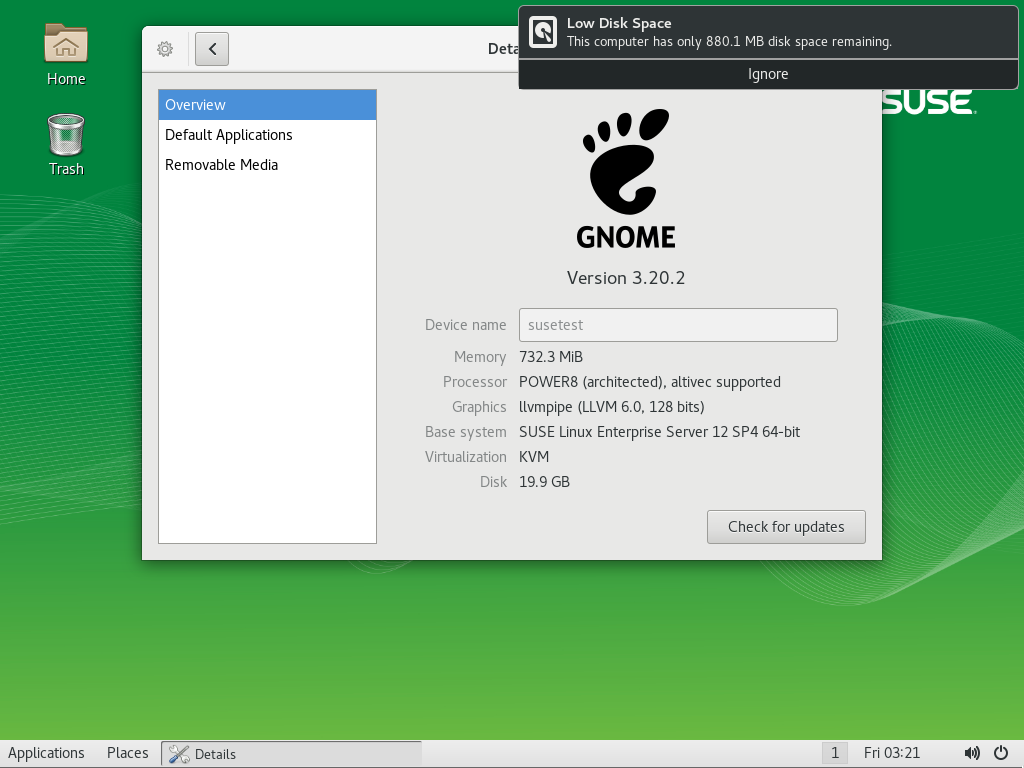 Home
Trash
Deta
Low Disk Space
This computer has only 880.1 MB disk space remaining.
Ignore
SUSE.
Overview
Default Applications
Removable Media
GNOME
Version 3.20.2
Device name susetest
Memory 732.3 MiB
Processor POWER8 (architected), altivec supported
Graphics llvmpipe (LLVM 6.0, 128 bits)
Base system SUSE Linux Enterprise Server 12 SP4 64-bit
Virtualization KVM
Disk 19.9 GB
Check for updates
Applications Places Details 1 Fri 03:21